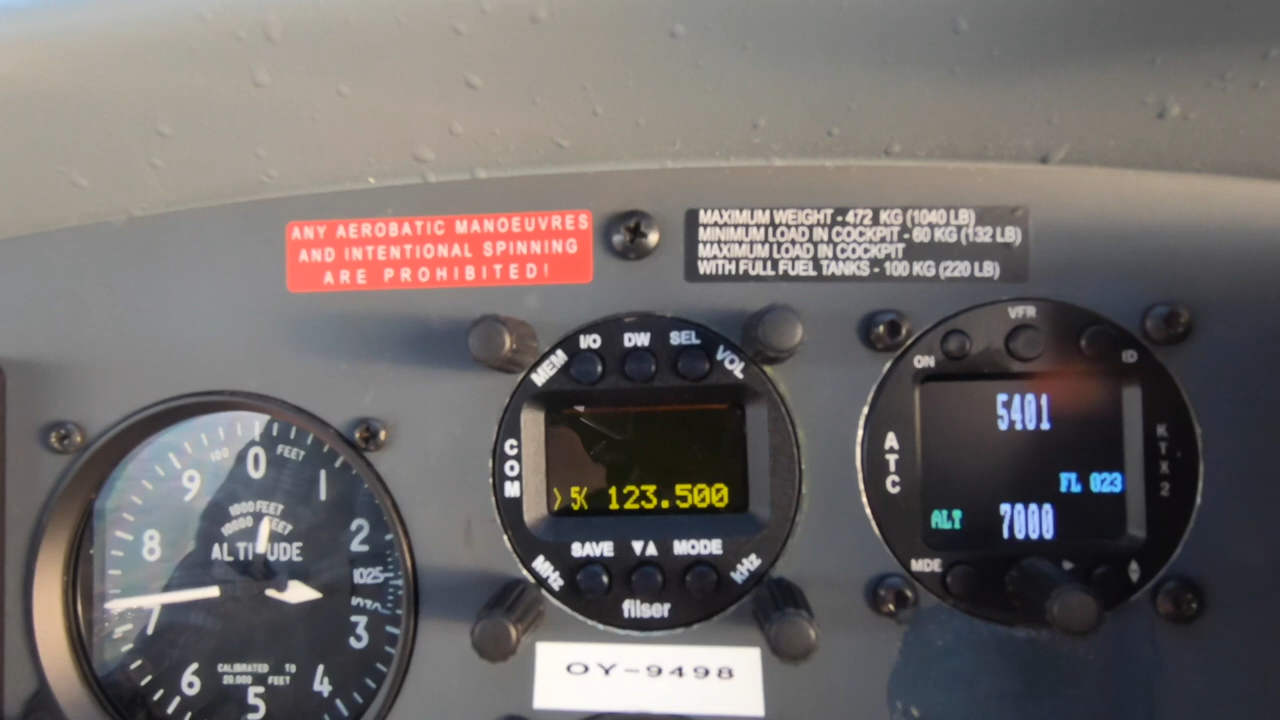 ANY AEROBATIC MANOEUVRES
AND INTENTIONAL SPINNING
ARE PROHIBITED!
MAXIMUM WEIGHT - 472 KG (1040 LB)
MINIMUM LOAD IN COCKPIT - 60 KG (132 LB)
MAXIMUM LOAD IN COCKPIT
WITH FULL FUEL TANKS - 100 KG (220 LB)
100 FEET
0
1
2
3
4
5
6
8
9
1000 FEET
10000 FEET
ALTITUDE
1025
CALIBRATED TO
20,000 FEET
I/O DW SEL
MEM
VOL
COM
5 123.500
SAVE ▼▲ MODE
MHz
kHz
filser
OY-9498
VFR
ON
ID
5401
ATC
KTX2
FL 023
ALT 7000
MDE